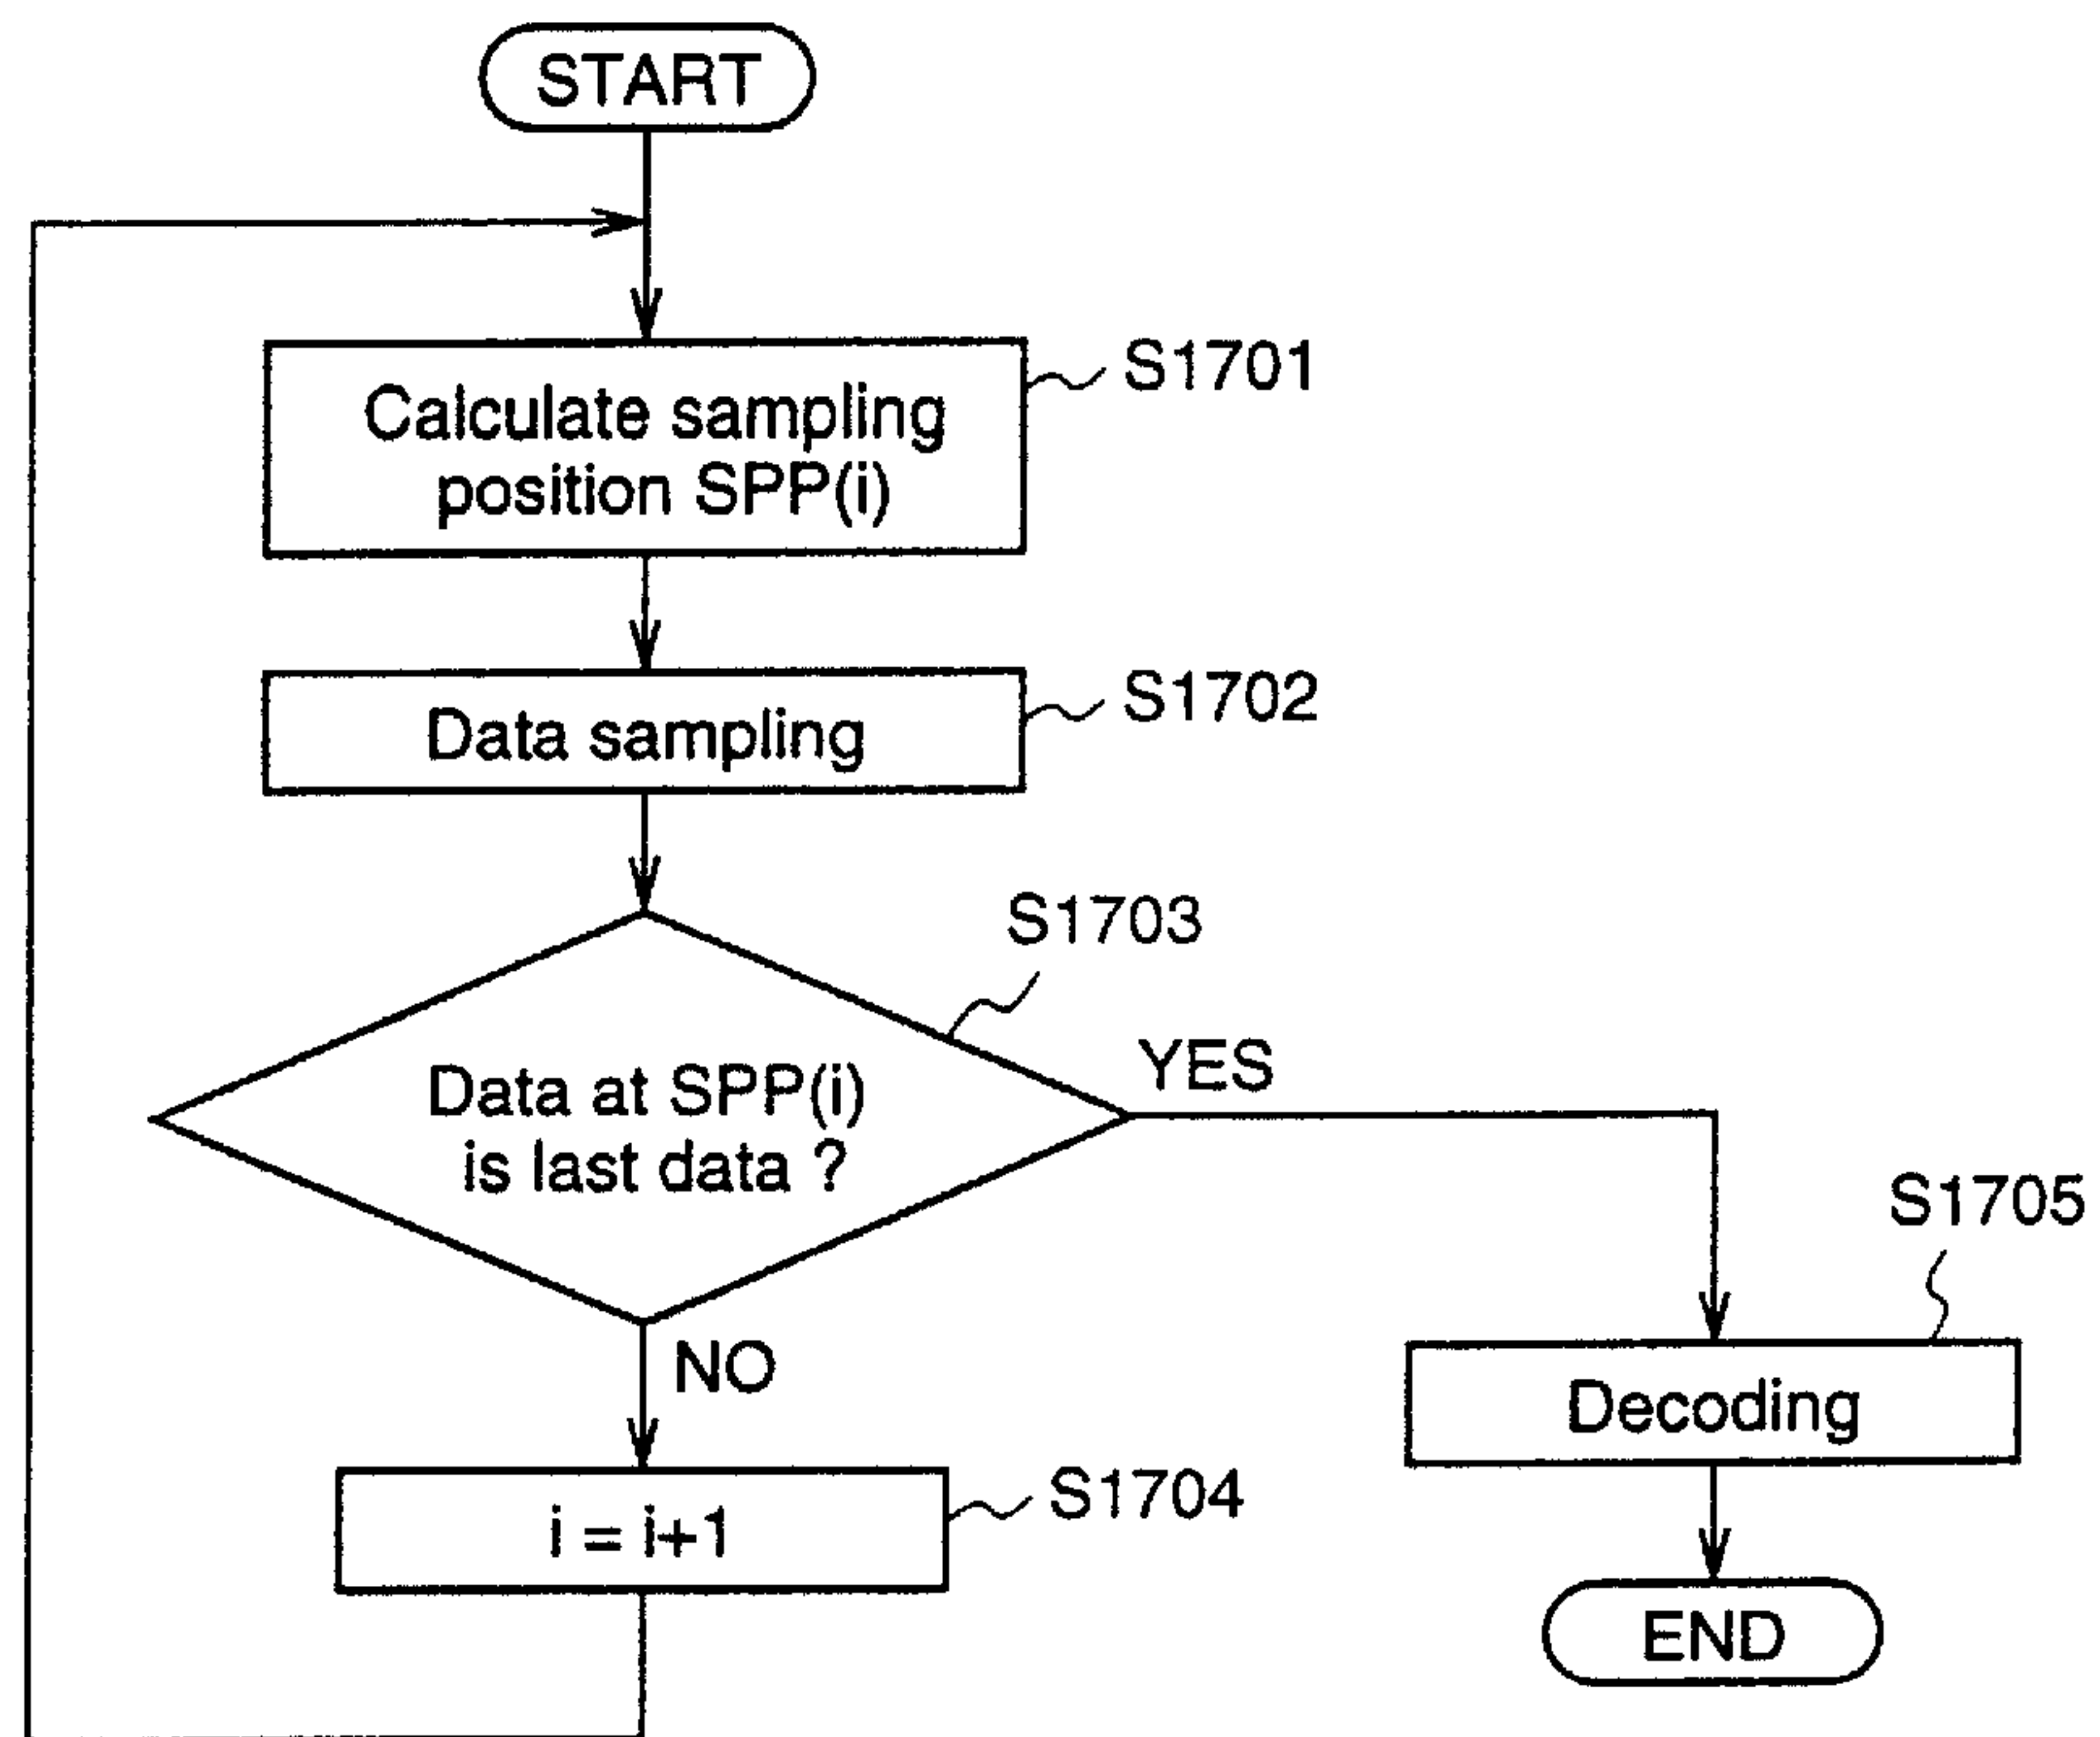 START
Calculate sampling
position SPP(i)
S1701
Data sampling
S1702
S1703
Data at SPP(i)
is last data ?
YES
NO
i = i+1
S1704
S1705
Decoding
END